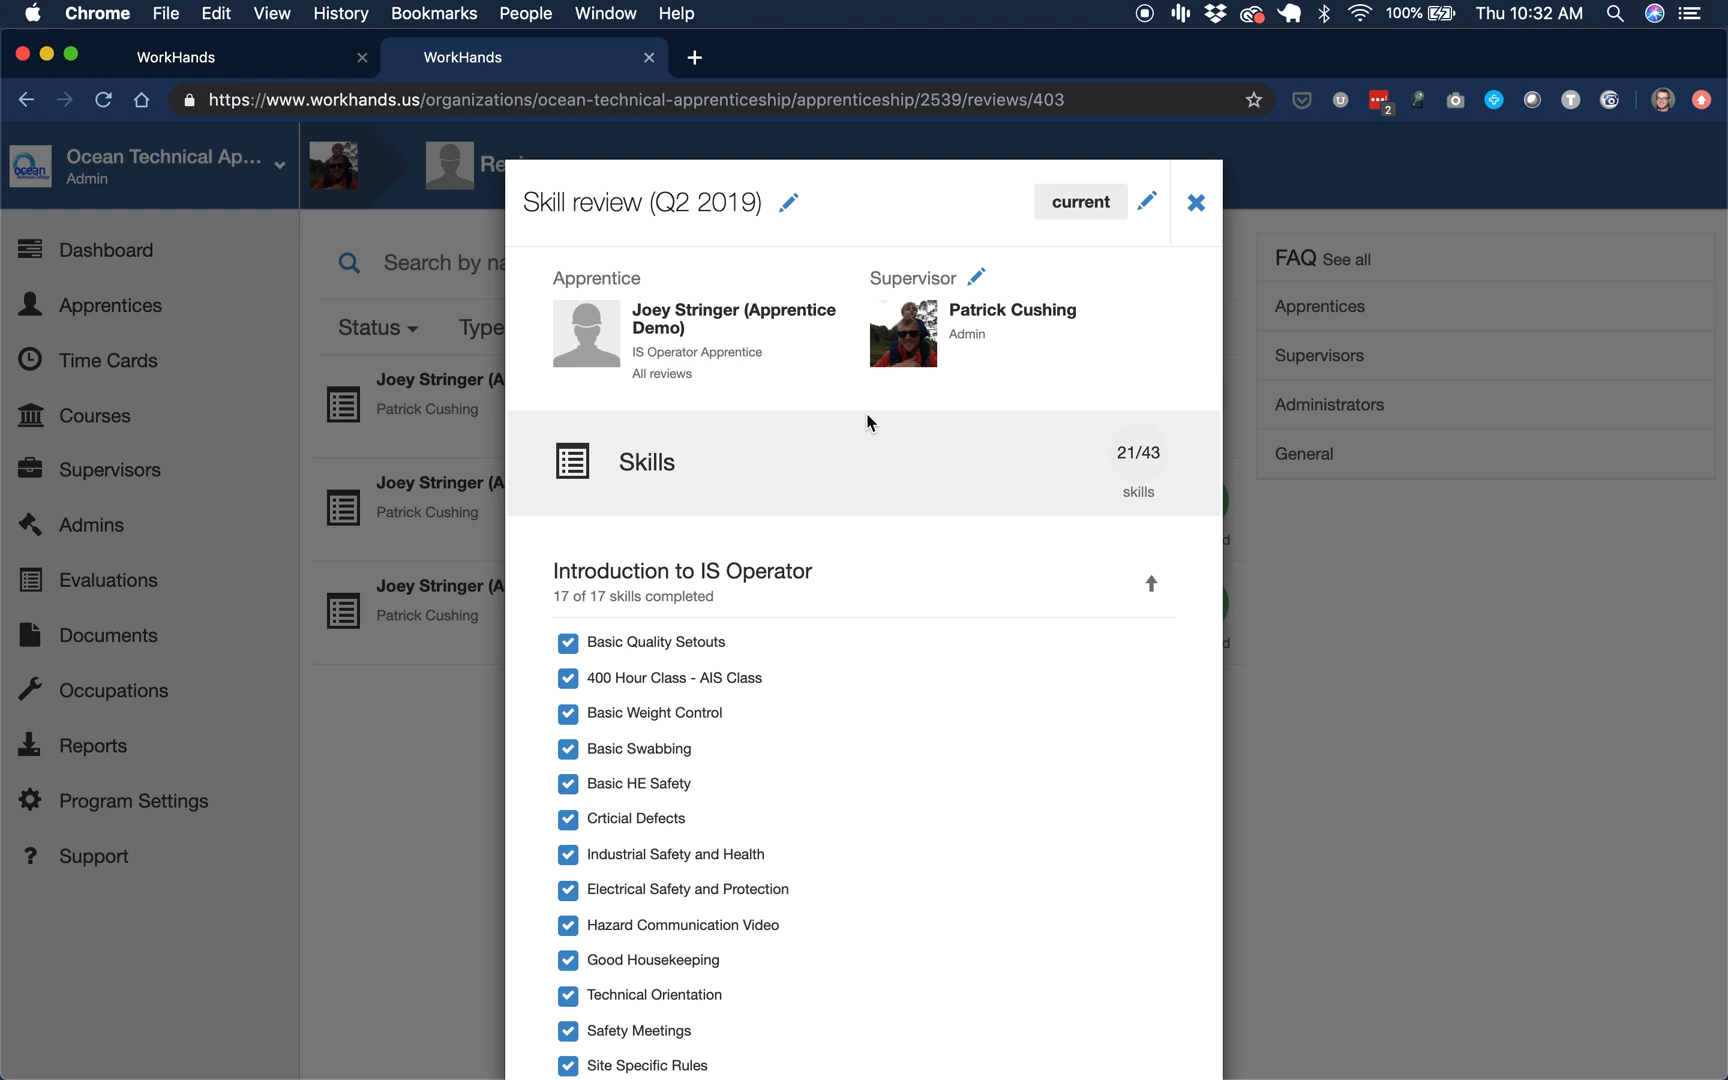 Chrome File Edit View History Bookmarks People Window Help 100% Thu 10:32 AM
WorkHands WorkHands
https://www.workhands.us/organizations/ocean-technical-apprenticeship/apprenticeship/2539/reviews/403
2
Ocean Technical Ap...
Admin
Dashboard
Apprentices
Time Cards
Courses
Supervisors
Admins
Evaluations
Documents
Occupations
Reports
Program Settings
Support
Search by na
Status Type
Joey Stringer (A
Patrick Cushing
Joey Stringer (A
Patrick Cushing
Joey Stringer (A
Patrick Cushing
Skill review (Q2 2019) current
Apprentice
Joey Stringer (Apprentice
Demo)
IS Operator Apprentice
All reviews
Supervisor
Patrick Cushing
Admin
Skills
21/43
skills
Introduction to IS Operator
17 of 17 skills completed
Basic Quality Setouts
400 Hour Class - AIS Class
Basic Weight Control
Basic Swabbing
Basic HE Safety
Crticial Defects
Industrial Safety and Health
Electrical Safety and Protection
Hazard Communication Video
Good Housekeeping
Technical Orientation
Safety Meetings
Site Specific Rules
FAQ See all
Apprentices
Supervisors
Administrators
General